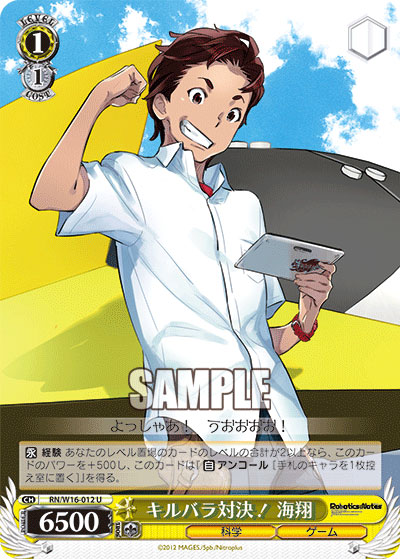 LEVEL
1
1
COST
SAMPLE
よっしゃあ! うおおおお!
永 経験 あなたのレベル置場のカードのレベルの合計が2以上なら、このカード
のパワーを+500し、このカードは『自 アンコール [手札のキャラを1枚控
え室に置く]』を得る。
CH RN/W16-012 U
6500 キルバラ対決! 海翔 Robotics;Notes
科学 ゲーム
©2012 MAGES./5pb./Nitroplus